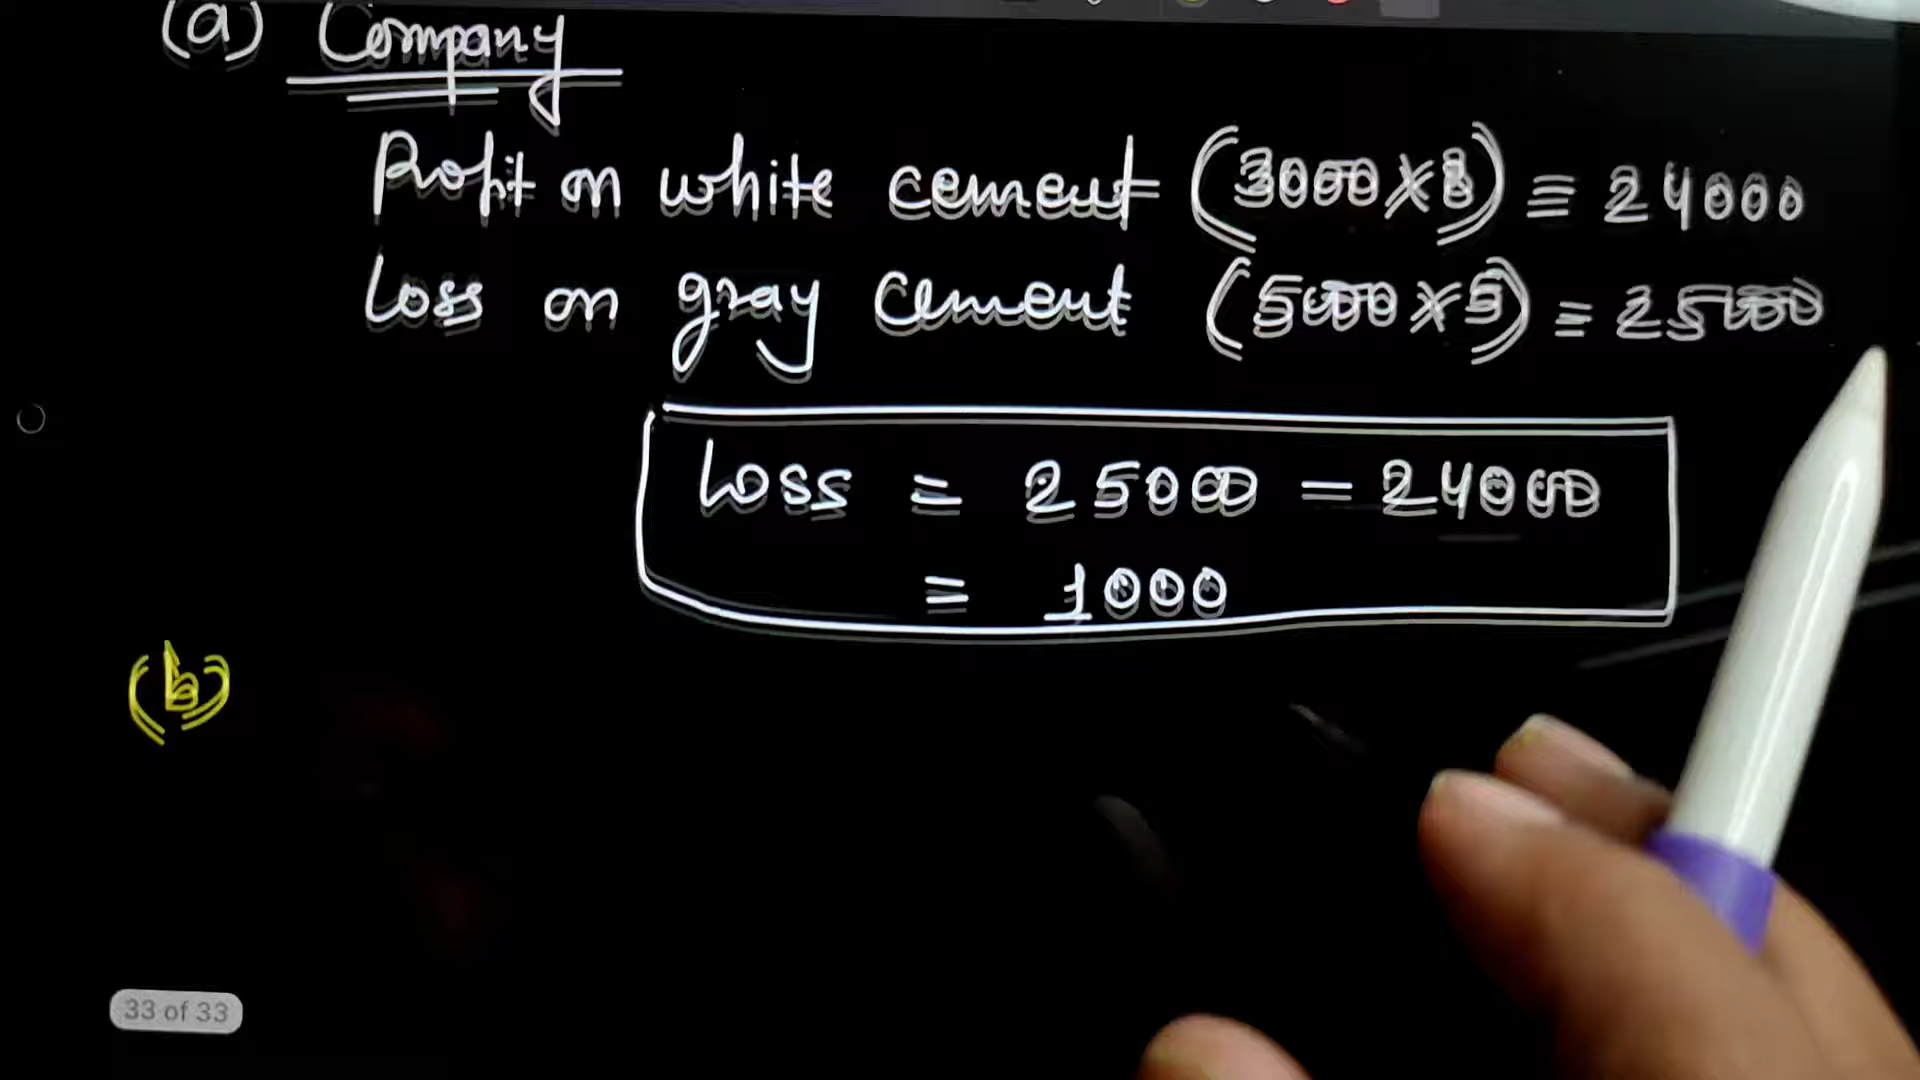 (a) Company
Profit on white cement (3000×8) = 24000
Loss on gray cement (5000×5) = 25000
Loss = 25000 - 24000
= 1000
(b)
33 of 33